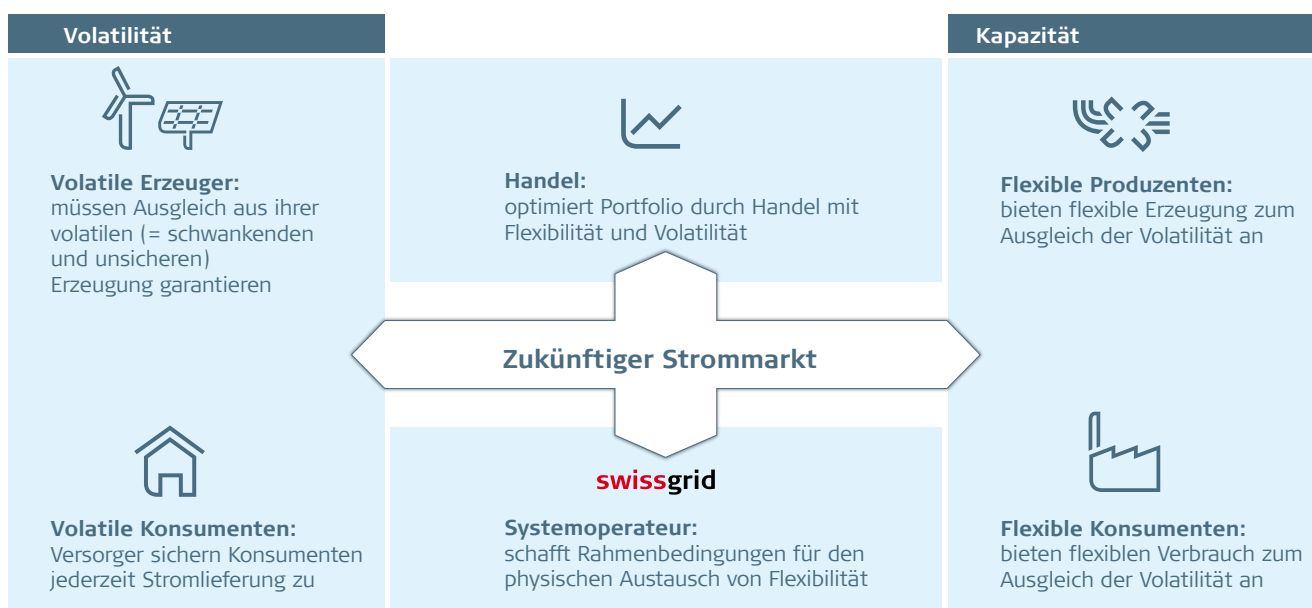 Volatilität
Kapazität
Volatile Erzeuger:
müssen Ausgleich aus ihrer
volatilen (= schwankenden
und unsicheren)
Erzeugung garantieren
Handel:
optimiert Portfolio durch Handel mit
Flexibilität und Volatilität
Flexible Produzenten:
bieten flexible Erzeugung zum
Ausgleich der Volatilität an
Zukünftiger Strommarkt
Volatile Konsumenten:
Versorger sichern Konsumenten
jederzeit Stromlieferung zu
swissgrid
Systemoperateur:
schafft Rahmenbedingungen für den
physischen Austausch von Flexibilität
Flexible Konsumenten:
bieten flexiblen Verbrauch zum
Ausgleich der Volatilität an